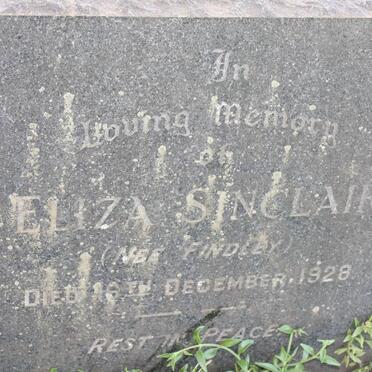 In
Loving Memory
of
ELIZA SINCLAIR
(NEE FINDLEY)
DIED 16TH DECEMBER, 1928
REST IN PEACE